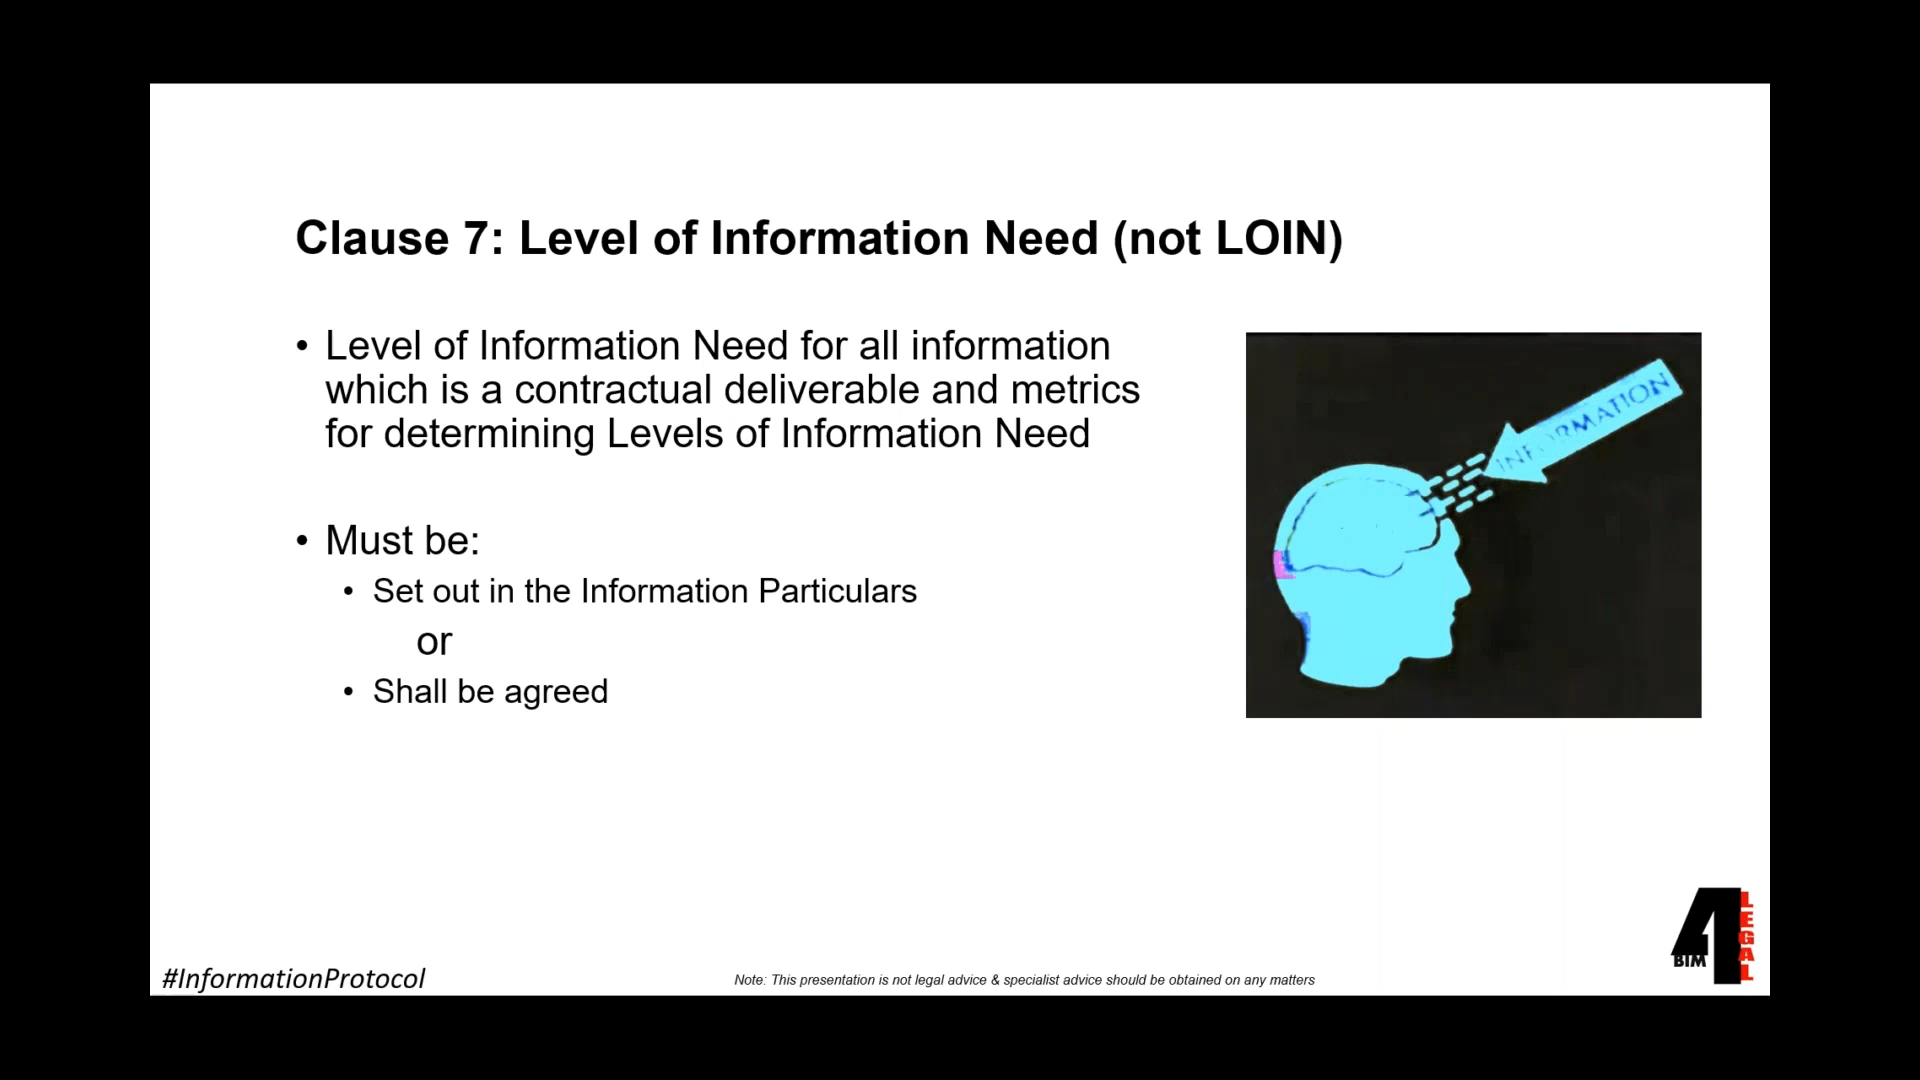 Clause 7: Level of Information Need (not LOIN)
• Level of Information Need for all information
which is a contractual deliverable and metrics
for determining Levels of Information Need
• Must be:
• Set out in the Information Particulars
or
• Shall be agreed
INFORMATION
#InformationProtocol
Note: This presentation is not legal advice & specialist advice should be obtained on any matters
BIM
4
LEGAL